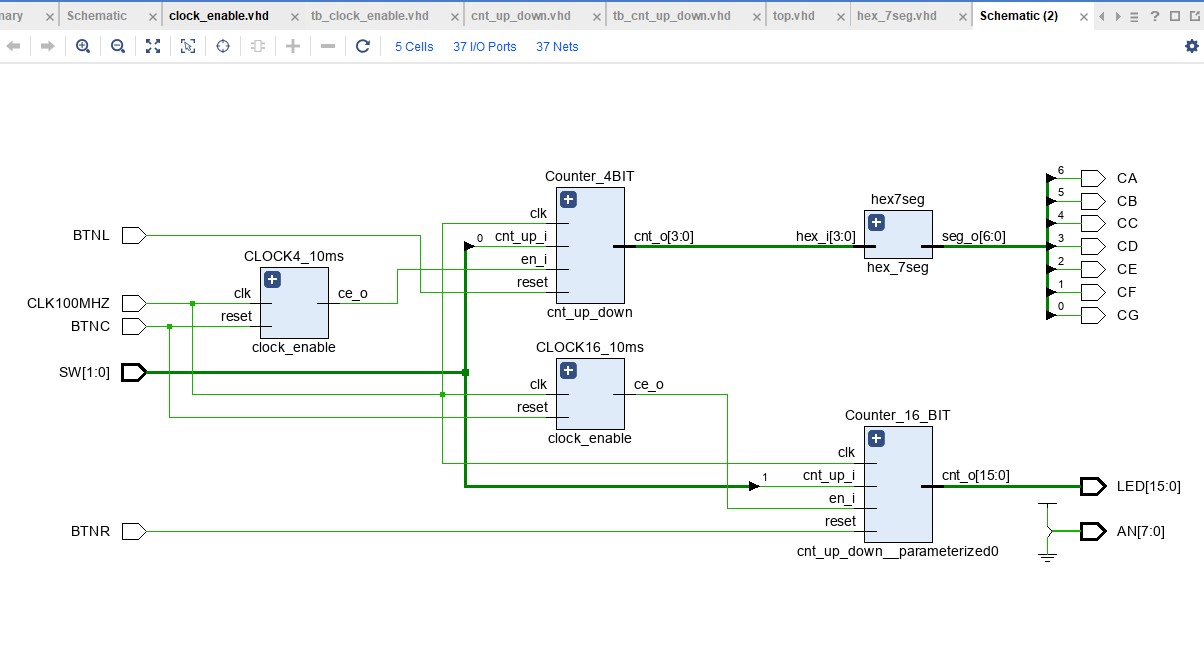 nary
Schematic
clock_enable.vhd
tb_clock_enable.vhd
cnt_up_down.vhd
tb_cnt_up_down.vhd
top.vhd
hex_7seg.vhd
Schematic (2)
5 Cells
37 I/O Ports
37 Nets
BTNL
CLK100MHZ
BTNC
SW[1:0]
BTNR
CLOCK4_10ms
clk
reset
ce_o
clock_enable
0
Counter_4BIT
clk
cnt_up_i
en_i
reset
cnt_o[3:0]
cnt_up_down
CLOCK16_10ms
clk
reset
ce_o
clock_enable
1
hex7seg
hex_i[3:0]
seg_o[6:0]
hex_7seg
Counter_16_BIT
clk
cnt_up_i
en_i
reset
cnt_o[15:0]
cnt_up_down__parameterized0
6
CA
5
CB
4
CC
3
CD
2
CE
1
CF
0
CG
LED[15:0]
AN[7:0]